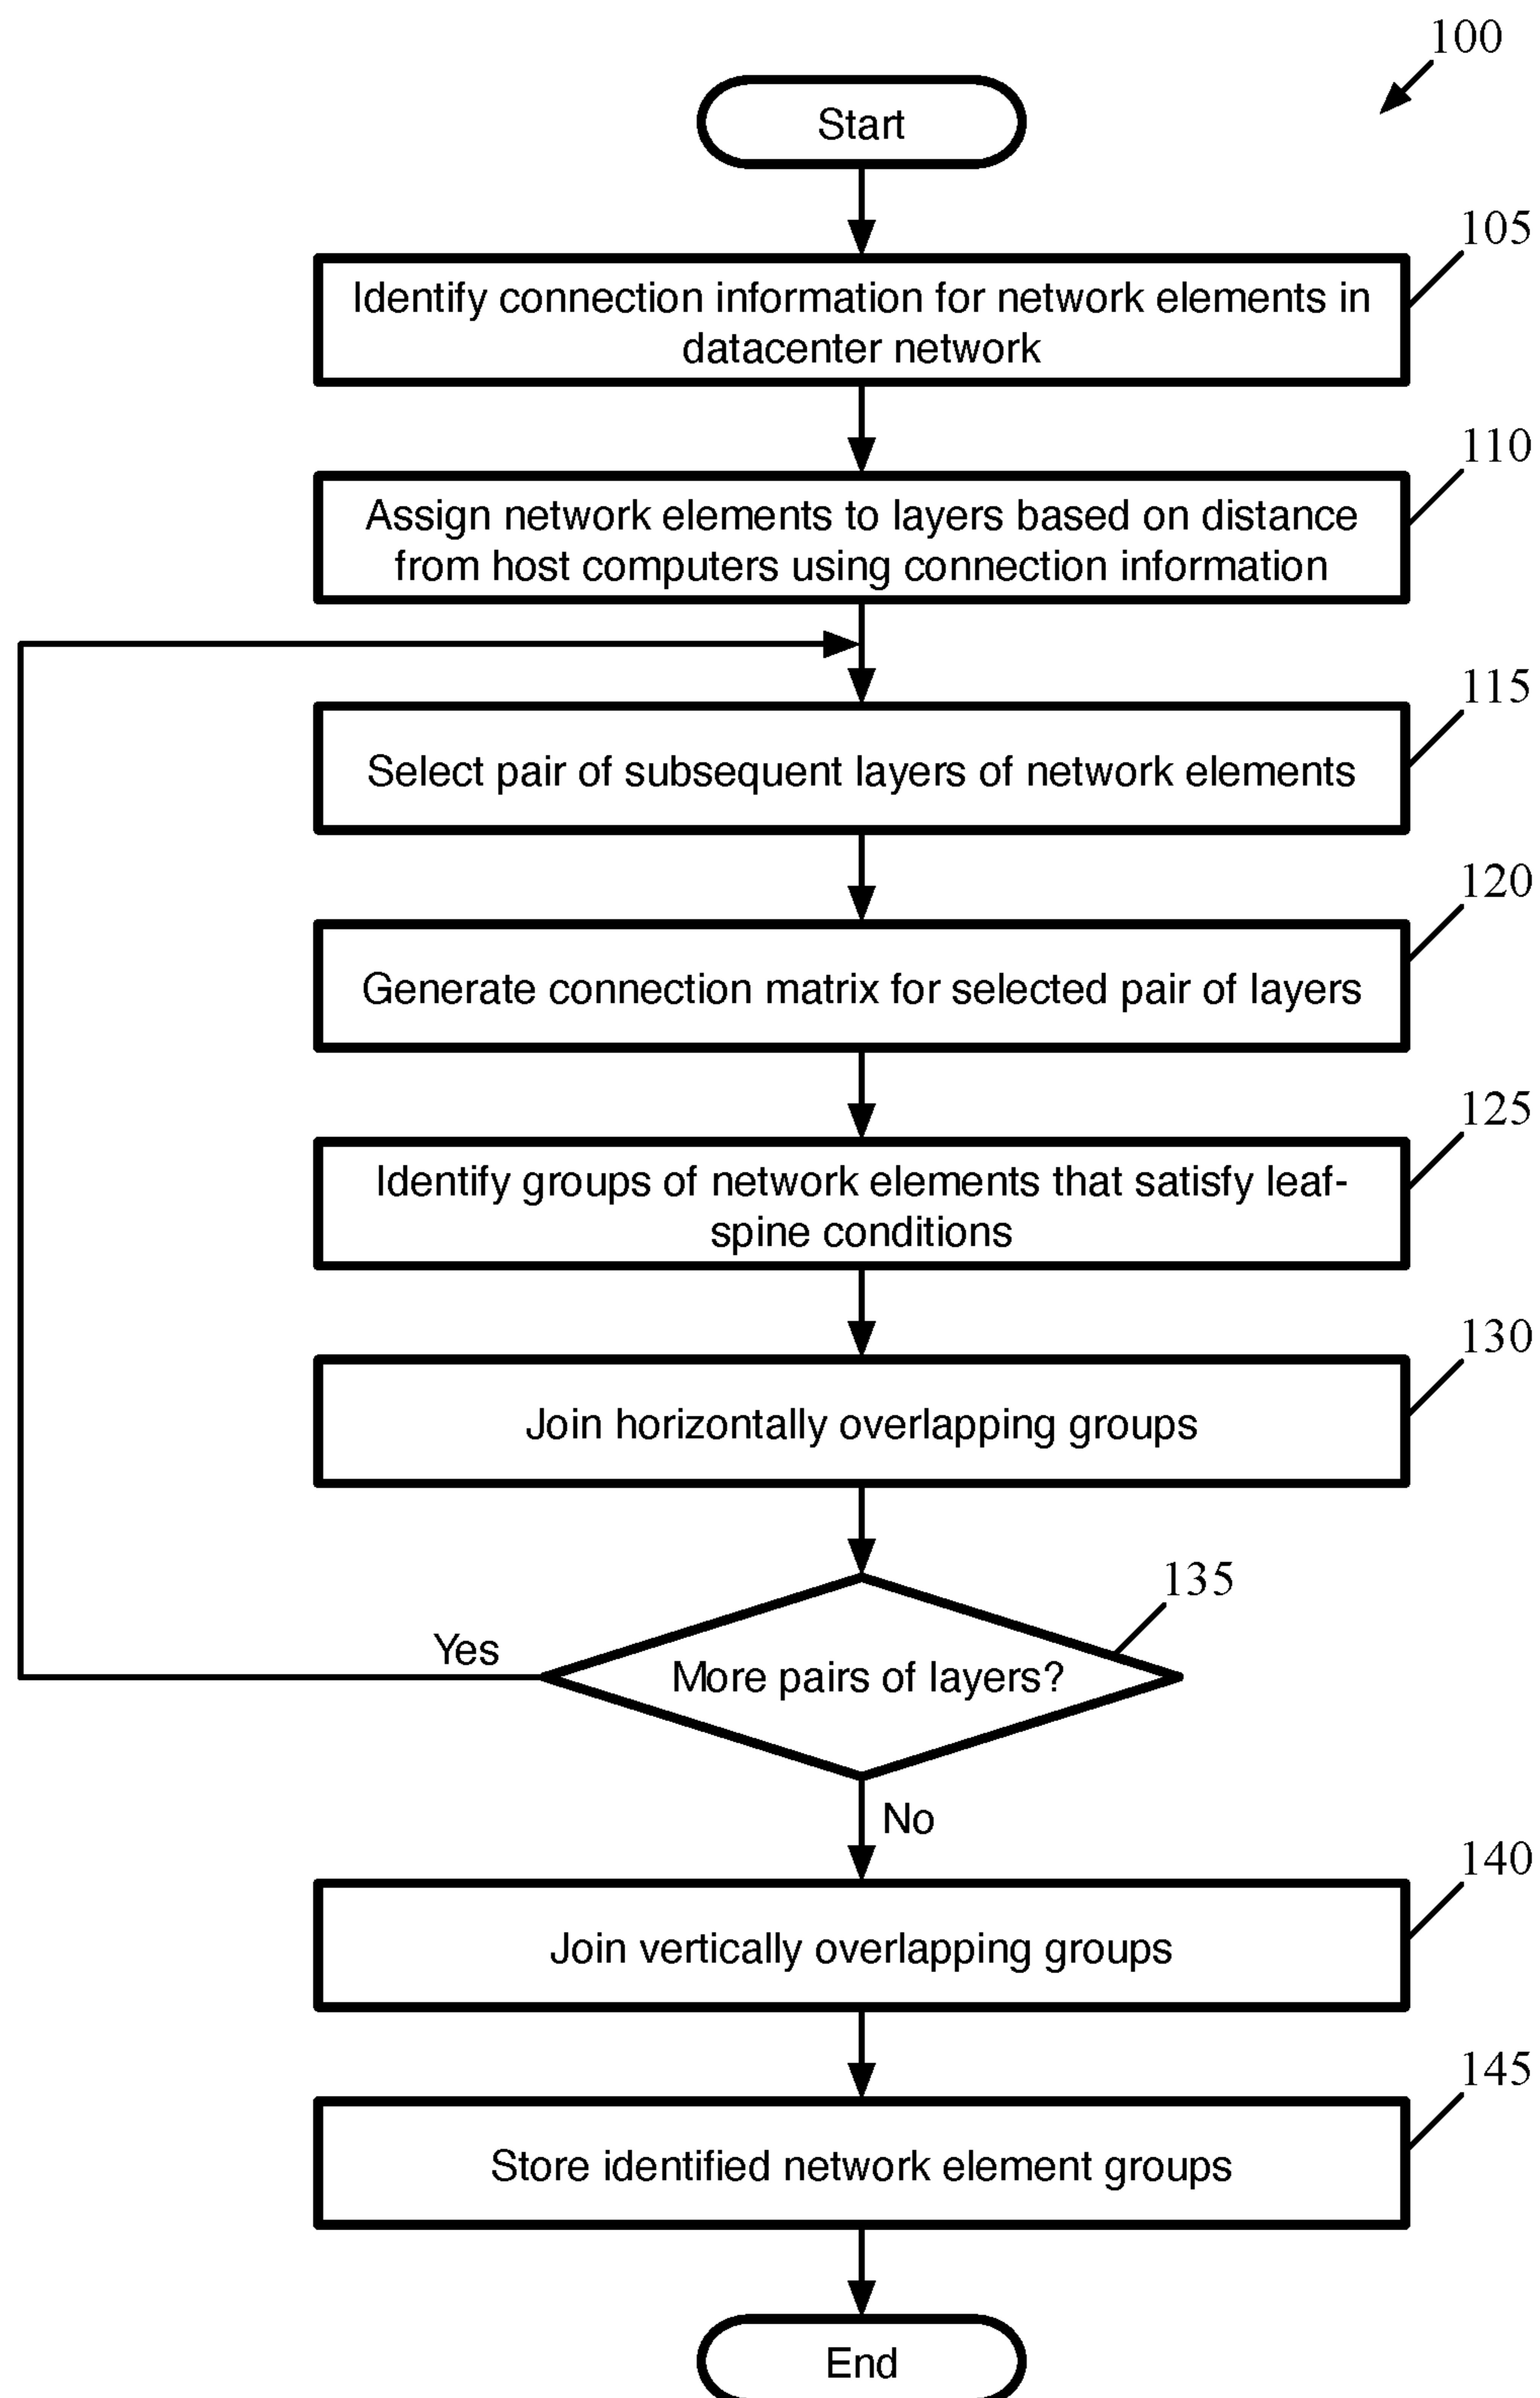 100
Start
105
Identify connection information for network elements in
datacenter network
110
Assign network elements to layers based on distance
from host computers using connection information
115
Select pair of subsequent layers of network elements
120
Generate connection matrix for selected pair of layers
125
Identify groups of network elements that satisfy leaf-
spine conditions
130
Join horizontally overlapping groups
135
Yes
More pairs of layers?
No
140
Join vertically overlapping groups
145
Store identified network element groups
End